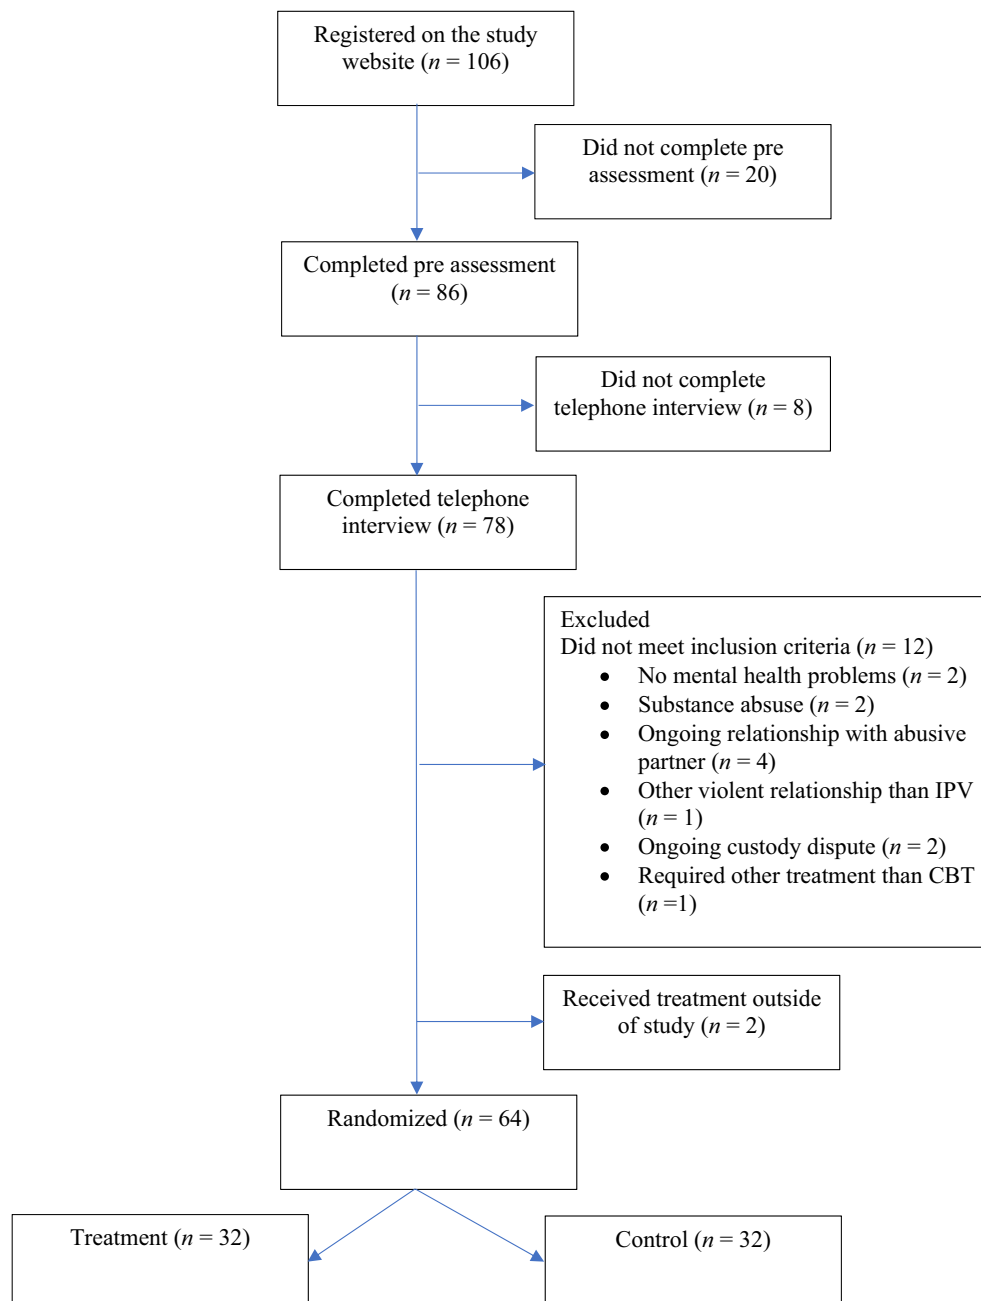 Registered on the study
website (n = 106)
Did not complete pre
assessment (n = 20)
Completed pre assessment
(n = 86)
Did not complete
telephone interview (n = 8)
Completed telephone
interview (n = 78)
Excluded
Did not meet inclusion criteria (n = 12)
• No mental health problems (n = 2)
• Substance abuse (n = 2)
• Ongoing relationship with abusive
partner (n = 4)
• Other violent relationship than IPV
(n = 1)
• Ongoing custody dispute (n = 2)
• Required other treatment than CBT
(n =1)
Received treatment outside
of study (n = 2)
Randomized (n = 64)
Treatment (n = 32)
Control (n = 32)